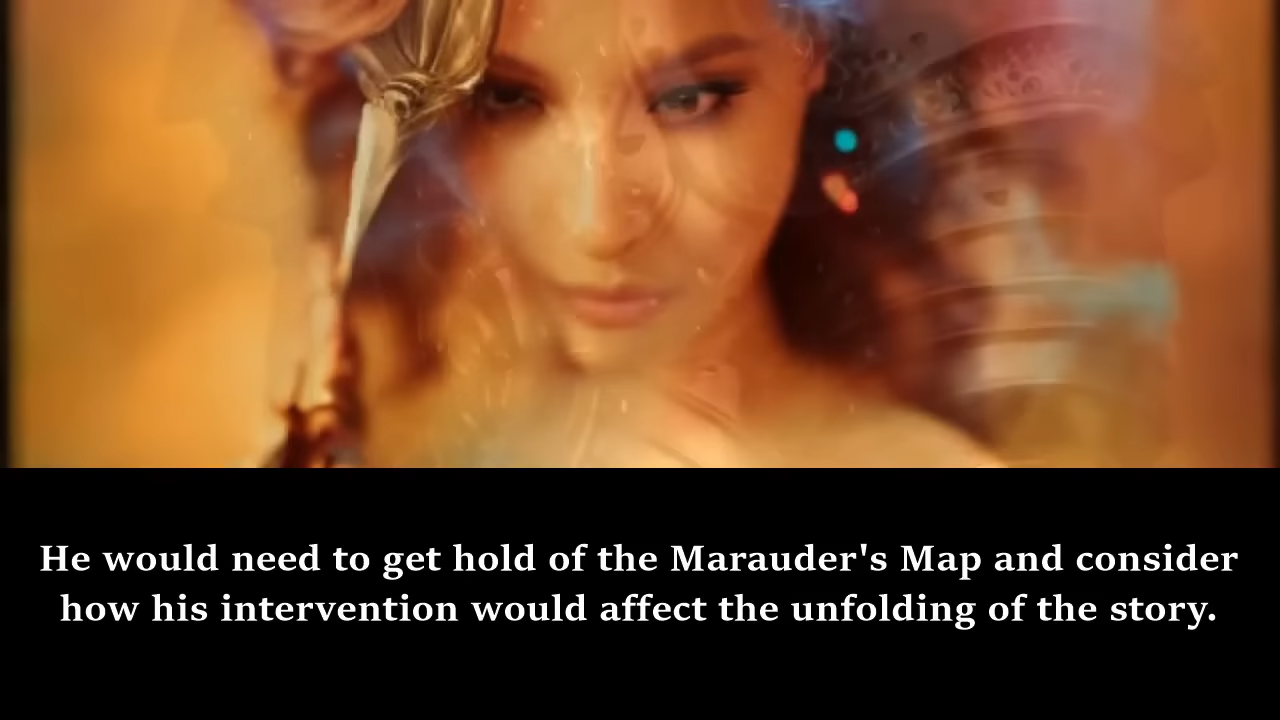 He would need to get hold of the Marauder's Map and consider
how his intervention would affect the unfolding of the story.